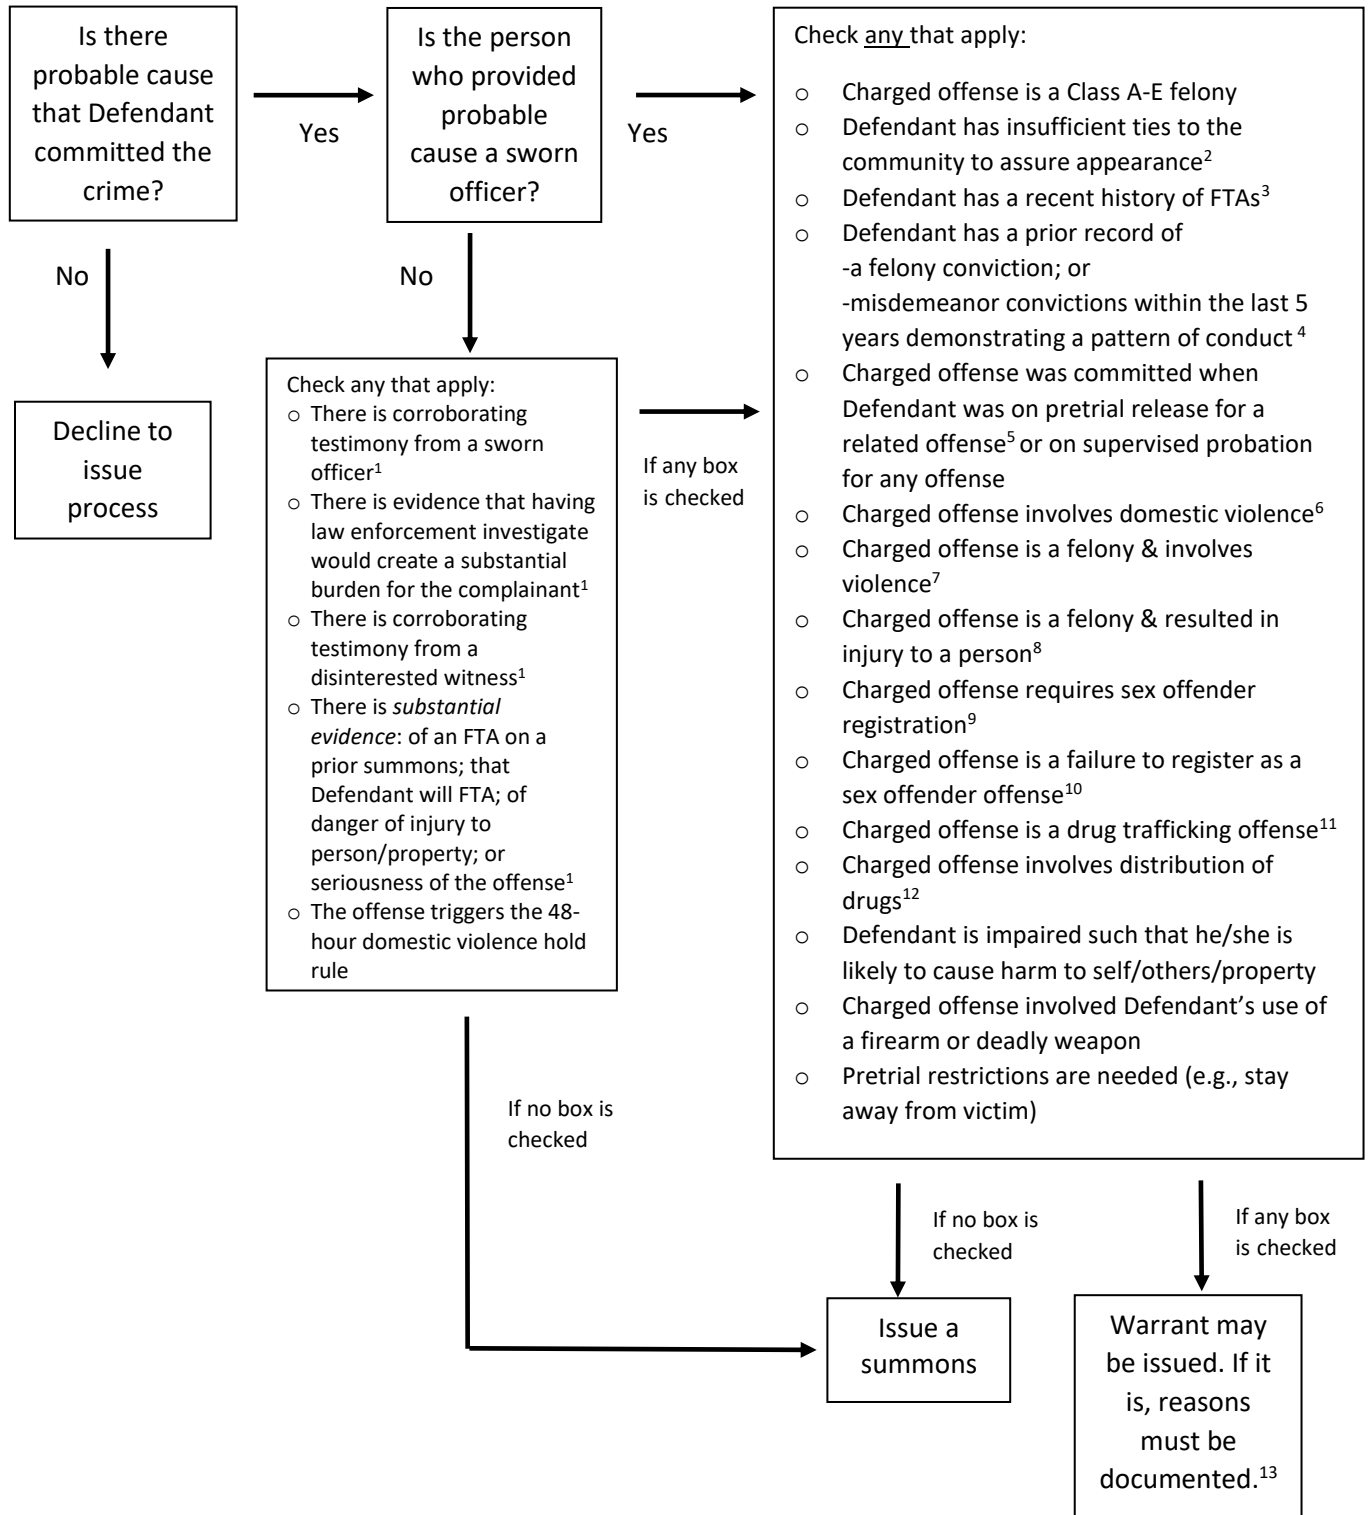 Is there
probable cause
that Defendant
committed the
crime?
Yes
No
Decline to
issue
process
Is the person
who provided
probable
cause a sworn
officer?
Yes
No
Check any that apply:
○ There is corroborating
testimony from a sworn
officer¹
○ There is evidence that having
law enforcement investigate
would create a substantial
burden for the complainant¹
○ There is corroborating
testimony from a
disinterested witness¹
○ There is substantial
evidence: of an FTA on a
prior summons; that
Defendant will FTA; of
danger of injury to
person/property; or
seriousness of the offense¹
○ The offense triggers the 48-
hour domestic violence hold
rule
If any box
is checked
If no box is
checked
Check any that apply:
○ Charged offense is a Class A-E felony
○ Defendant has insufficient ties to the
community to assure appearance²
○ Defendant has a recent history of FTAs³
○ Defendant has a prior record of
-a felony conviction; or
-misdemeanor convictions within the last 5
years demonstrating a pattern of conduct ⁴
○ Charged offense was committed when
Defendant was on pretrial release for a
related offense⁵ or on supervised probation
for any offense
○ Charged offense involves domestic violence⁶
○ Charged offense is a felony & involves
violence⁷
○ Charged offense is a felony & resulted in
injury to a person⁸
○ Charged offense requires sex offender
registration⁹
○ Charged offense is a failure to register as a
sex offender offense¹⁰
○ Charged offense is a drug trafficking offense¹¹
○ Charged offense involves distribution of
drugs¹²
○ Defendant is impaired such that he/she is
likely to cause harm to self/others/property
○ Charged offense involved Defendant’s use of
a firearm or deadly weapon
○ Pretrial restrictions are needed (e.g., stay
away from victim)
If no box is
checked
If any box
is checked
Issue a
summons
Warrant may
be issued. If it
is, reasons
must be
documented.¹³